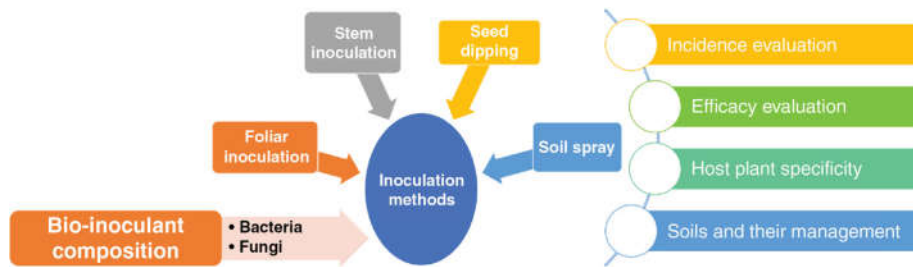 Stem
inoculation
Seed
dipping
Foliar
inoculation
Soil spray
Inoculation
methods
Bio-inoculant
composition
• Bacteria
• Fungi
Incidence evaluation
Efficacy evaluation
Host plant specificity
Soils and their management